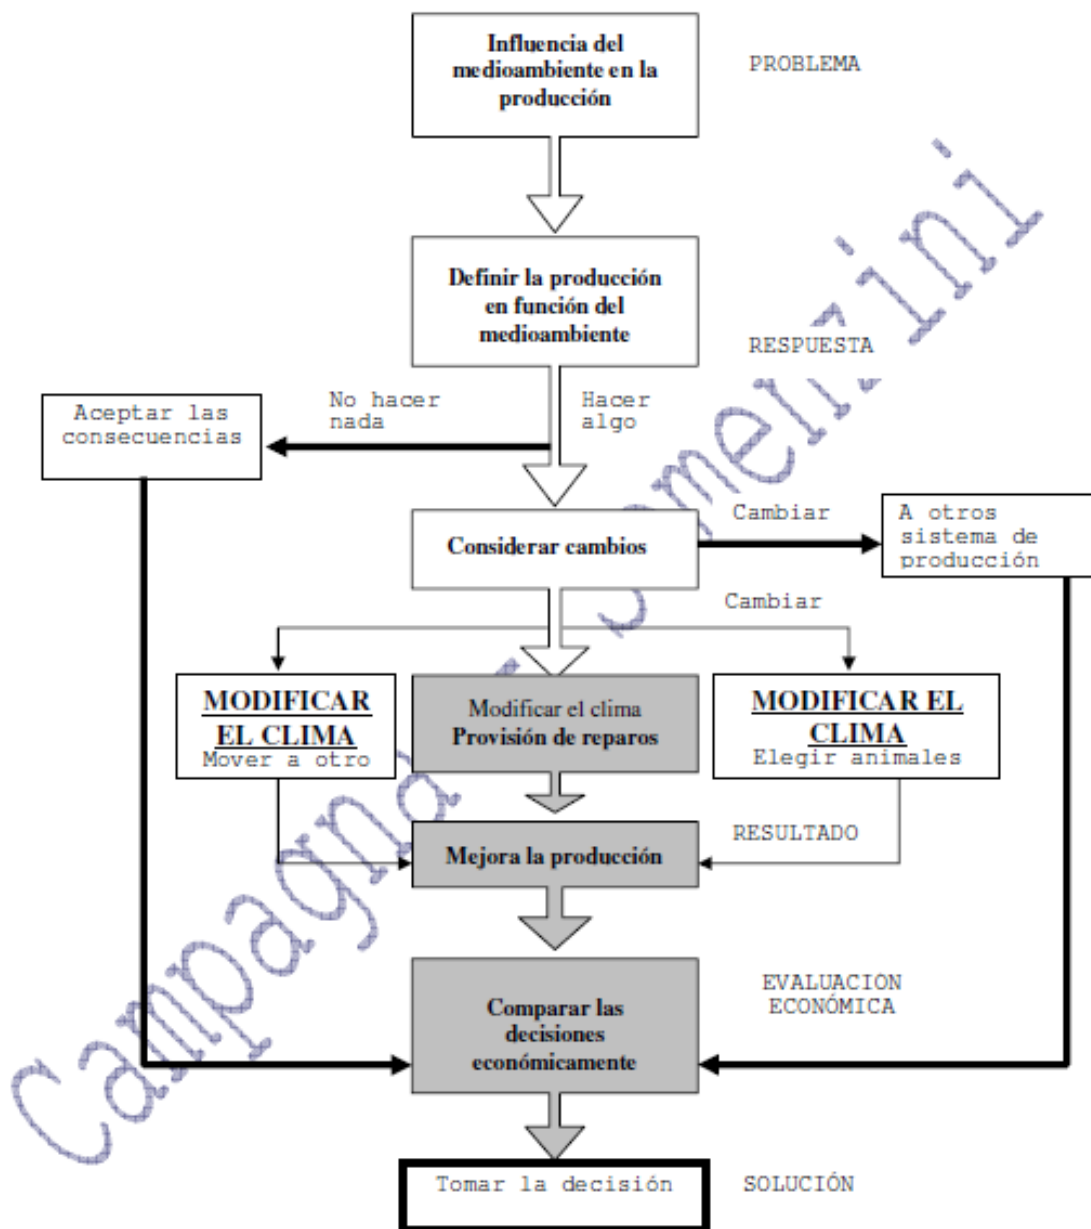 Influencia del
medioambiente en la
producción
PROBLEMA
Definir la producción
en función del
medioambiente
RESPUESTA
No hacer
nada
Hacer
algo
Aceptar las
consecuencias
Considerar cambios
Cambiar
A otros
sistema de
producción
Cambiar
MODIFICAR
EL CLIMA
Mover a otro
Modificar el clima
Provisión de reparos
MODIFICAR EL
CLIMA
Elegir animales
RESULTADO
Mejora la producción
EVALUACION
ECONÓMICA
Comparar las
decisiones
económicamente
Tomar la decisión
SOLUCIÓN